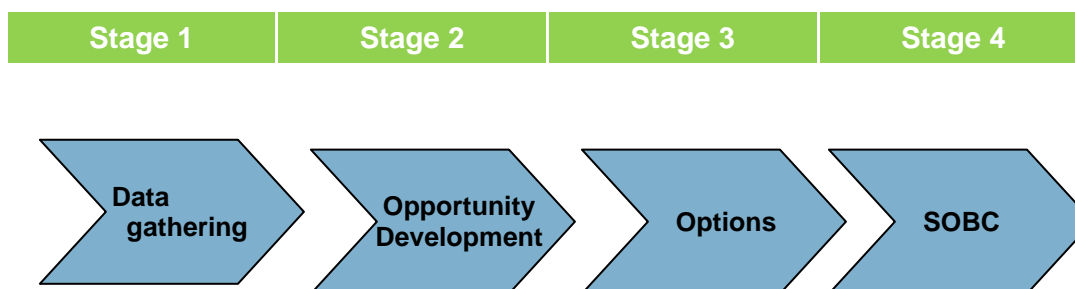 Stage 1
Stage 2
Stage 3
Stage 4
Data
gathering
Opportunity
Development
Options
SOBC